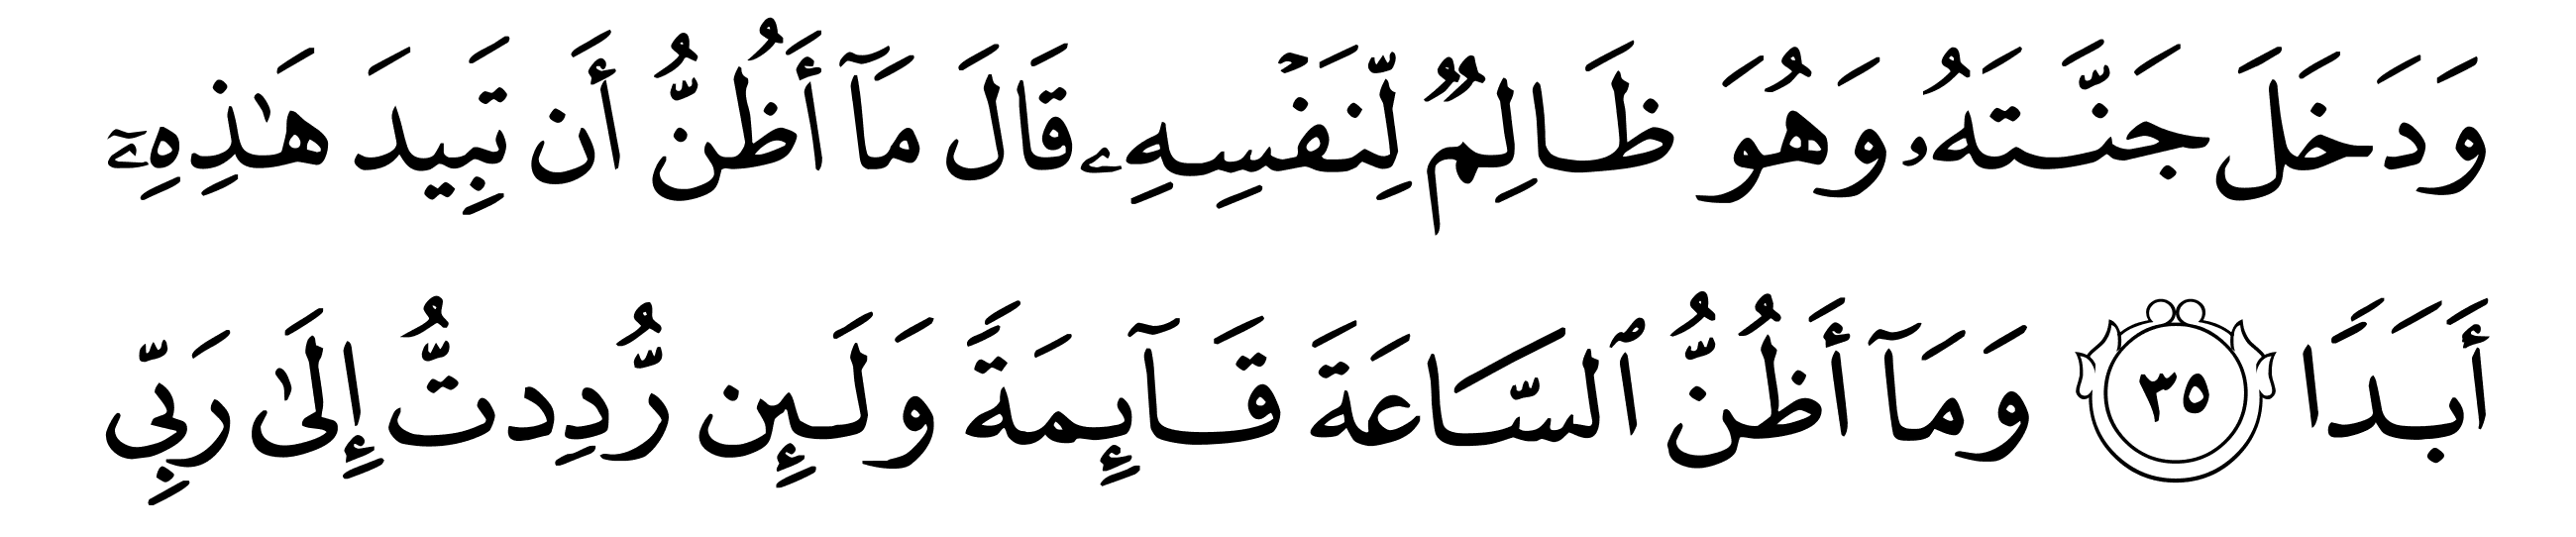 وَدَخَلَ جَنَّتَهُۥ وَهُوَ ظَالِمٌ لِّنَفۡسِهِۦ قَالَ مَآ أَظُنُّ أَن تَبِيدَ هَٰذِهِۦٓ
أَبَدًا ٣٥ وَمَآ أَظُنُّ ٱلسَّاعَةَ قَآئِمَةً وَلَئِن رُّدِدتُّ إِلَىٰ رَبِّي